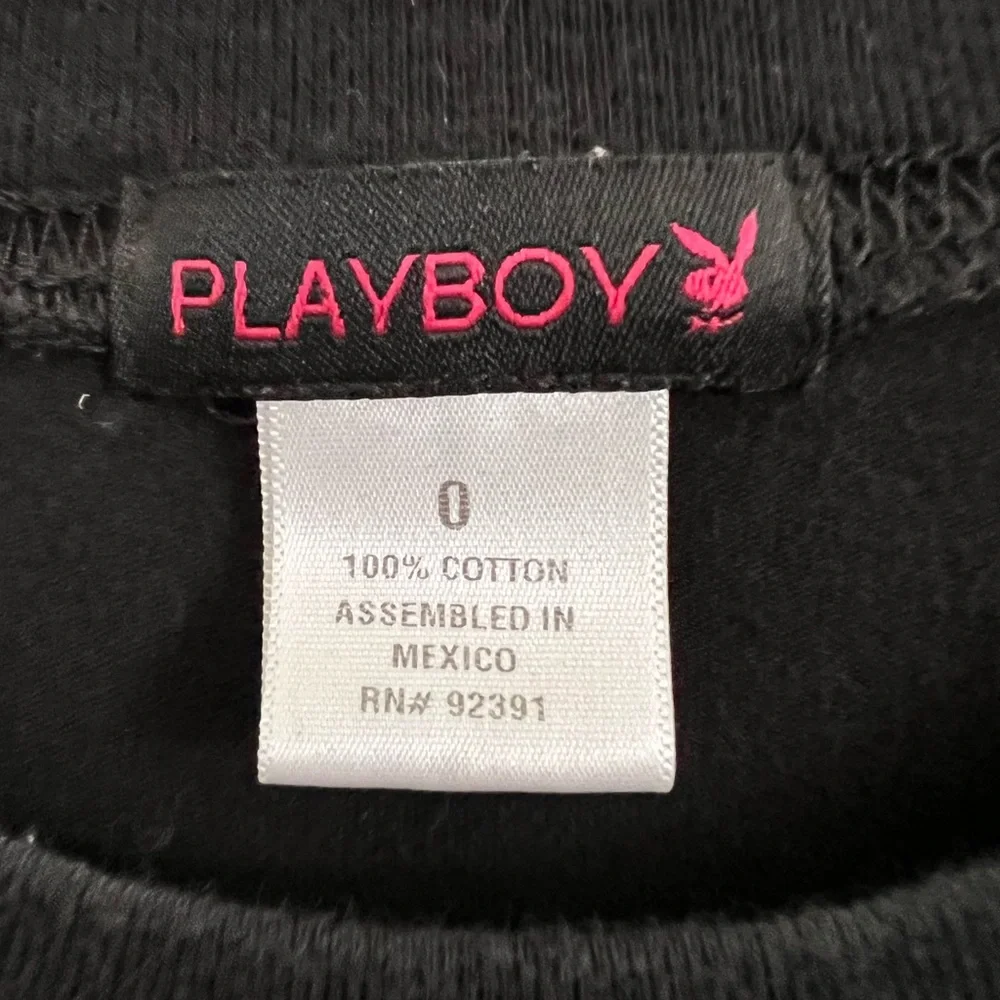 PLAYBOY
0
100% COTTON
ASSEMBLED IN
MEXICO
RN# 92391